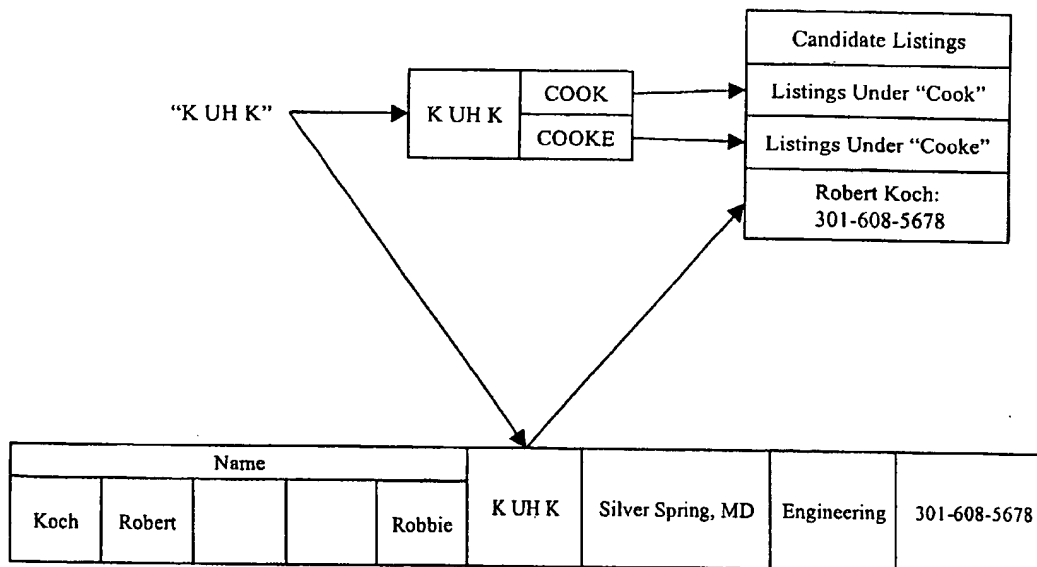 Candidate Listings
"K UH K"
K UH K
COOK
COOKE
Listings Under "Cook"
Listings Under "Cooke"
Robert Koch:
301-608-5678
Name
Koch
Robert
Robbie
K UH K
Silver Spring, MD
Engineering
301-608-5678